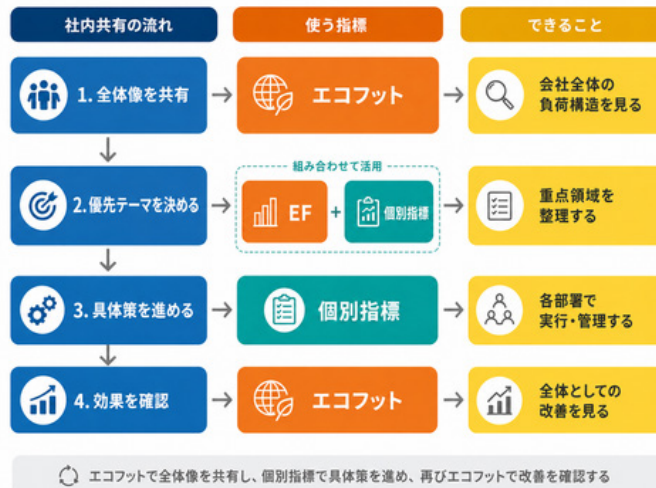 社内共有の流れ
使う指標
できること
1. 全体像を共有
エコフット
会社全体の
負荷構造を見る
組み合わせて活用
2. 優先テーマを決める
EF
+
個別指標
重点領域を
整理する
3. 具体策を進める
個別指標
各部署で
実行・管理する
4. 効果を確認
エコフット
全体としての
改善を見る
エコフットで全体像を共有し、個別指標で具体策を進め、再びエコフットで改善を確認する